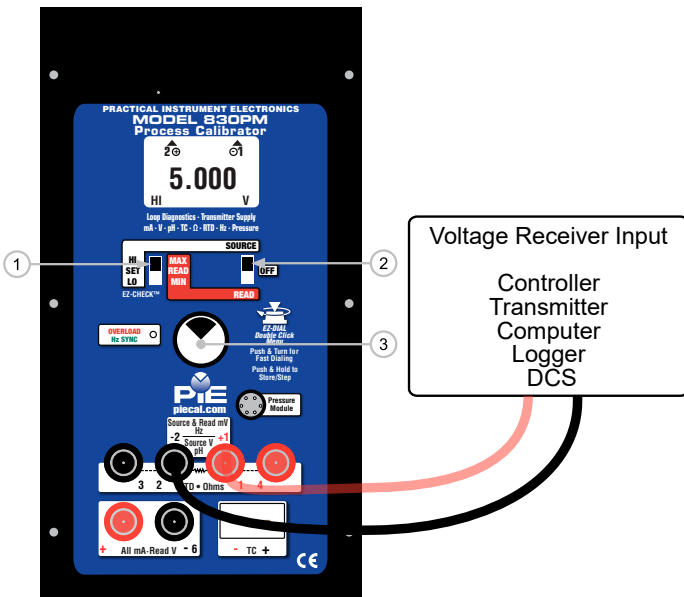 PRACTICAL INSTRUMENT ELECTRONICS
MODEL 830PM
Process Calibrator
2 1
5.000
HI V
Loop Diagnostics · Transmitter Supply
mA · V · pH · TC · Ω · RTD · Hz · Pressure
SOURCE
HI
SET
LO
MAX
READ
MIN
OFF
EZ-CHECK™
READ
1
2
3
OVERLOAD
Hz SYNC
EZ-DIAL
Double Click
Menu
Push & Turn for
Fast Dialing
Push & Hold to
Store/Step
PIE
piecal.com
Pressure
Module
Source & Read mV
Hz
-2 +1
Source V
pH
3 2 TD • Ohms 1 4
+ All mA-Read V - 6
- TC +
CE
Voltage Receiver Input
Controller
Transmitter
Computer
Logger
DCS